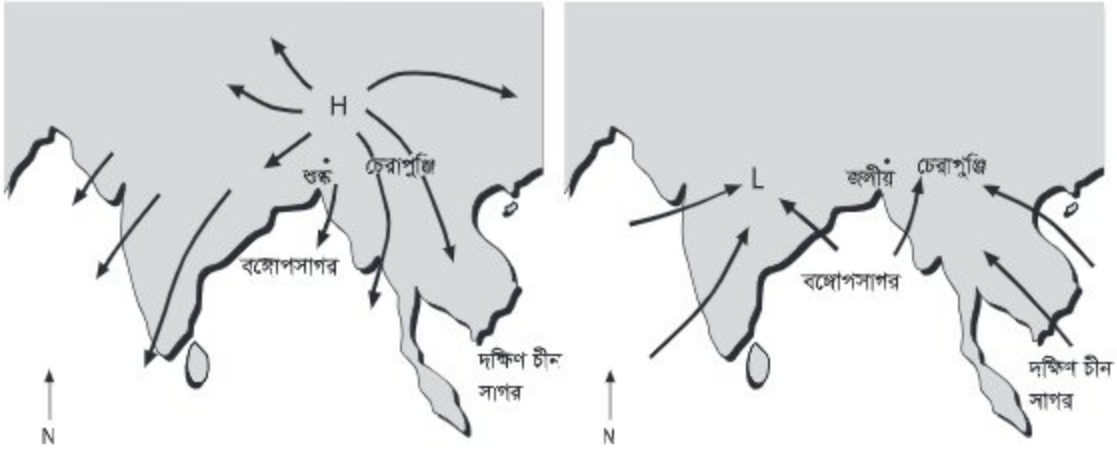 H
শুষ্ক
চেরাপুঞ্জি
বঙ্গোপসাগর
দক্ষিণ চীন
সাগর
N
L
জলীয়
চেরাপুঞ্জি
বঙ্গোপসাগর
দক্ষিণ চীন
সাগর
N